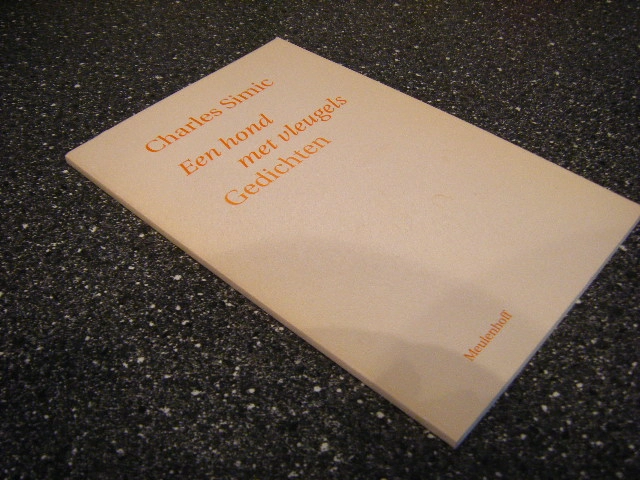 Charles Simic
Een hond
met vleugels
Gedichten
Meulenhoff